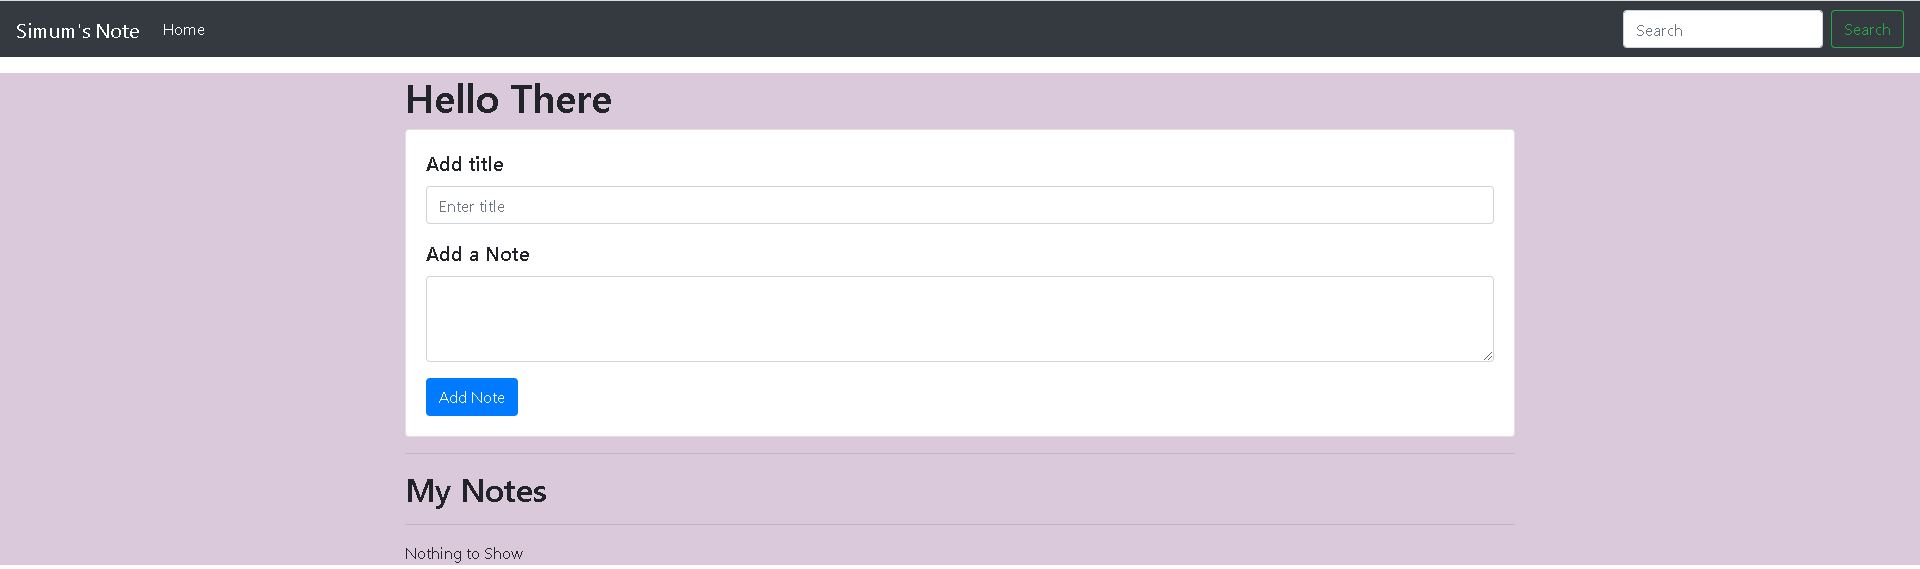 Simum's Note Home Search Search
Hello There
Add title
Enter title
Add a Note
Add Note
My Notes
Nothing to Show